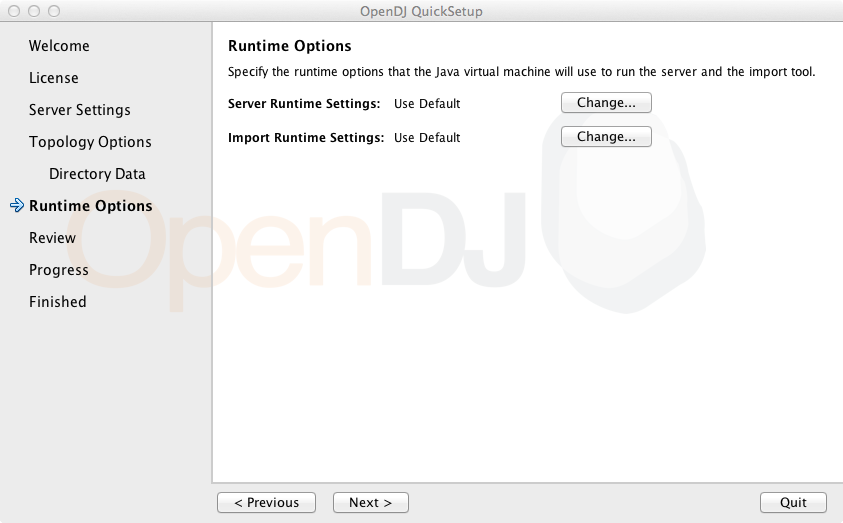 OpenDJ QuickSetup
Welcome
License
Server Settings
Topology Options
Directory Data
Runtime Options
Review
Progress
Finished
Runtime Options
Specify the runtime options that the Java virtual machine will use to run the server and the import tool.
Server Runtime Settings: Use Default Change...
Import Runtime Settings: Use Default Change...
OpenDJ
< Previous Next > Quit